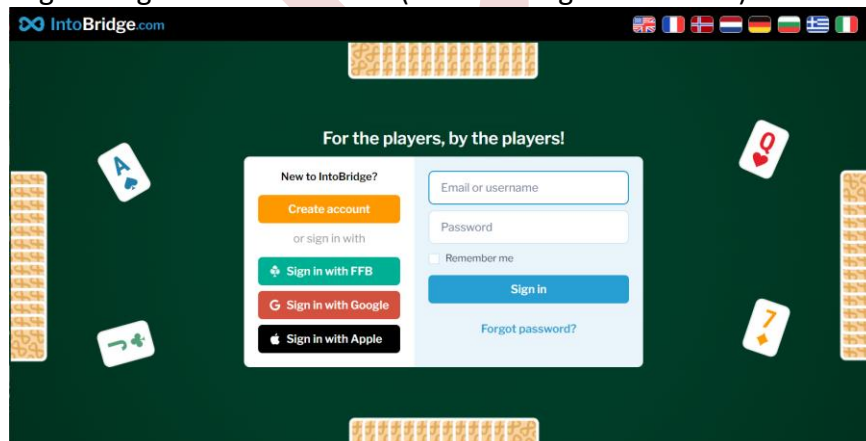 IntoBridge.com
For the players, by the players!
A
Q
New to IntoBridge?
Create account
or sign in with
Sign in with FFB
Sign in with Google
Sign in with Apple
Email or username
Password
Remember me
Sign in
Forgot password?
J
7